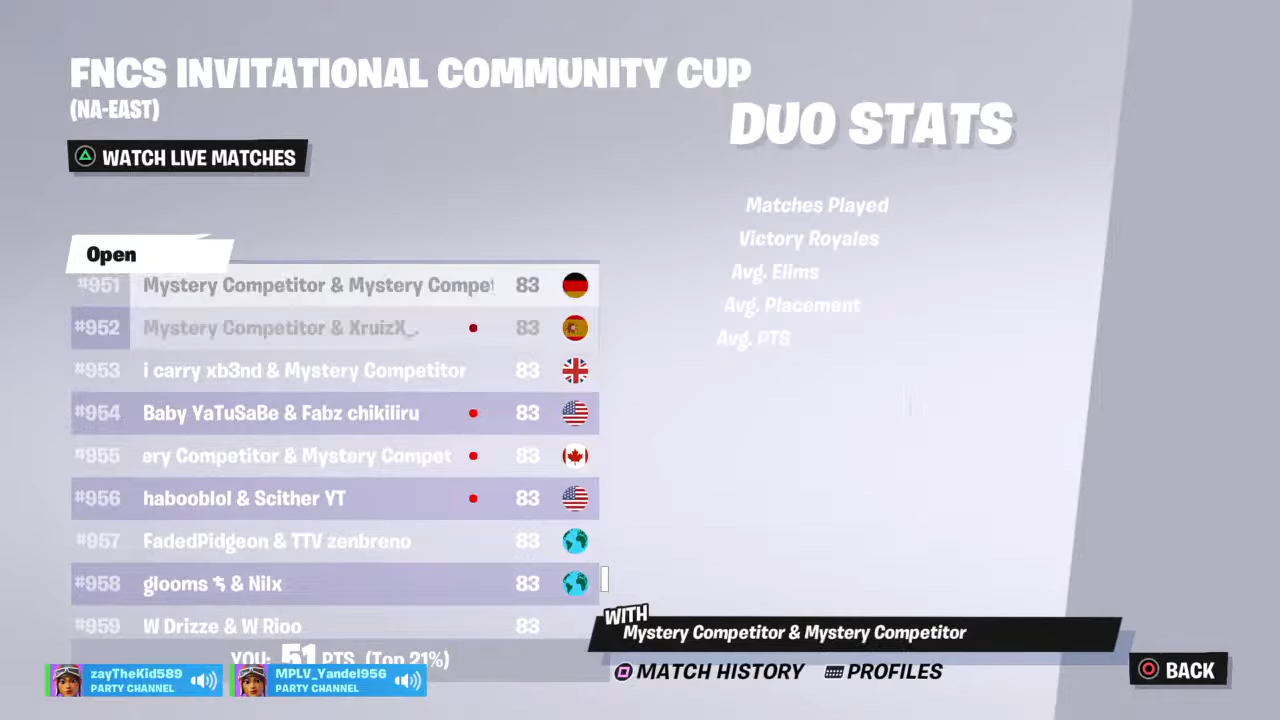 FNCS INVITATIONAL COMMUNITY CUP
(NA-EAST)
WATCH LIVE MATCHES
DUO STATS
Matches Played
Victory Royales
Avg. Elims
Avg. Placement
Avg. PTS
Open
#951 Mystery Competitor & Mystery Compe 83
#952 Mystery Competitor & XruizX_. 83
#953 i carry xb3nd & Mystery Competitor 83
#954 Baby YaTuSaBe & Fabz chikiliru 83
#955 ery Competitor & Mystery Compet 83
#956 habooblol & Scither YT 83
#957 FadedPidgeon & TTV zenbreno 83
#958 glooms ち & Nilx 83
#959 W Drizze & W Rioo 83
YOU: 51 PTS (Top 21%)
zayTheKid589
PARTY CHANNEL
MPLV_Yandel956
PARTY CHANNEL
WITH
Mystery Competitor & Mystery Competitor
MATCH HISTORY
PROFILES
BACK